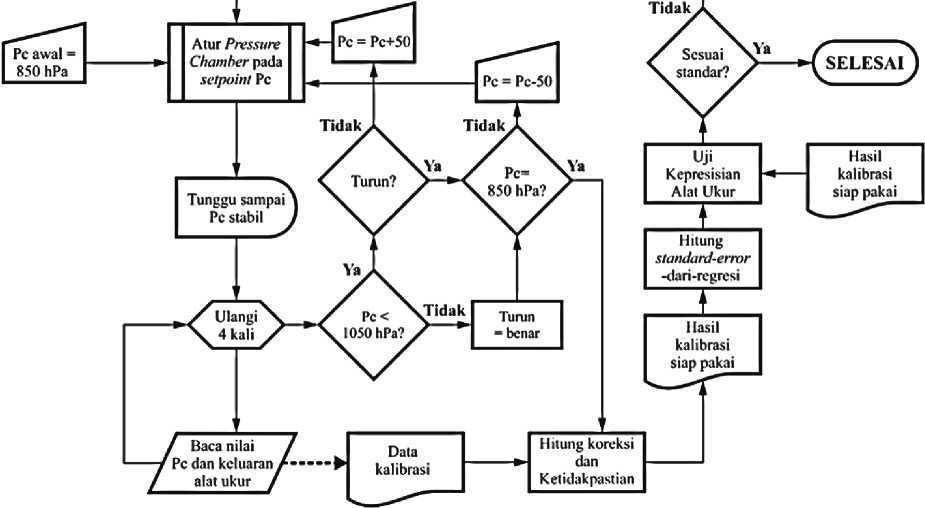 Pc awal =
850 hPa
Atur Pressure
Chamber pada
setpoint Pc
Pc = Pc+50
Pc = Pc-50
Tidak
Tidak
Turun?
Ya
Pc=
850 hPa?
Ya
Tunggu sampai
Pc stabil
Ulangi
4 kali
Ya
Pc <
1050 hPa?
Tidak
Turun
= benar
Baca nilai
Pc dan keluaran
alat ukur
Data
kalibrasi
Hitung koreksi
dan
Ketidakpastian
Hasil
kalibrasi
siap pakai
Hitung
standard-error
-dari-regresi
Uji
Kepresisian
Alat Ukur
Hasil
kalibrasi
siap pakai
Tidak
Sesuai
standar?
Ya
SELESAI